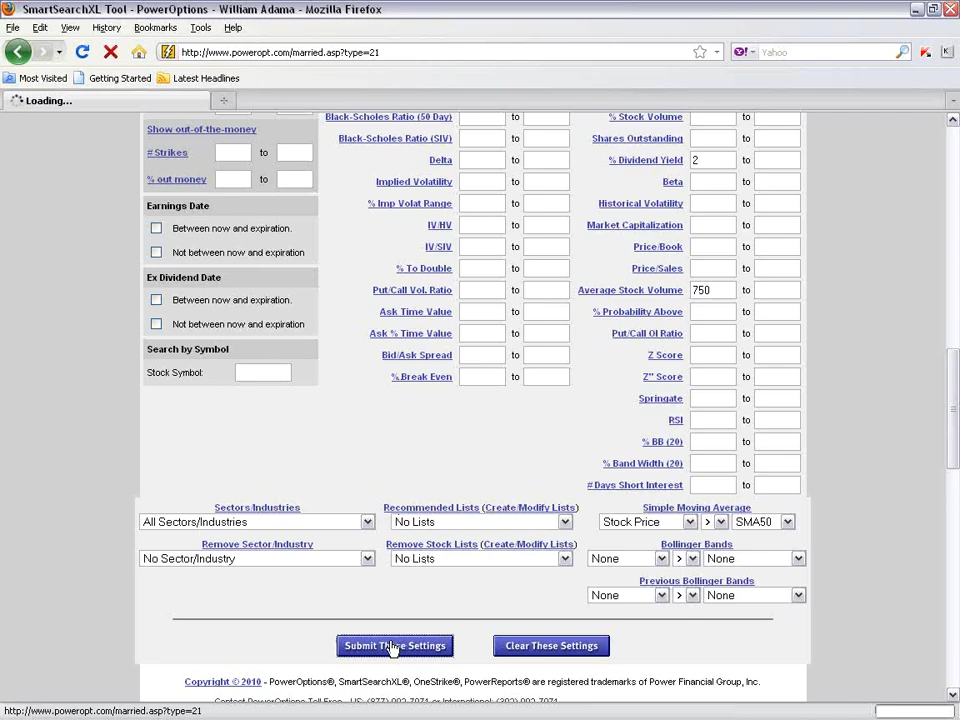 SmartSearchXL Tool - PowerOptions - William Adama - Mozilla Firefox
File Edit View History Bookmarks Tools Help
http://www.poweropt.com/married.asp?type=21
Yahoo
Most Visited Getting Started Latest Headlines
Loading...
Black-Scholes Ratio (50 Day) to % Stock Volume to
Show out-of-the-money
Black-Scholes Ratio (SIV) to Shares Outstanding to
# Strikes to
Delta to % Dividend Yield 2 to
% out money to
Implied Volatility to Beta to
Earnings Date
% Imp Volat Range to Historical Volatility to
Between now and expiration.
IV/HV to Market Capitalization to
Not between now and expiration
IV/SIV to Price/Book to
Ex Dividend Date
% To Double to Price/Sales to
Between now and expiration.
Put/Call Vol. Ratio to Average Stock Volume 750 to
Not between now and expiration
Ask Time Value to % Probability Above to
Search by Symbol
Ask % Time Value to Put/Call OI Ratio to
Stock Symbol:
Bid/Ask Spread to Z Score to
% Break Even to Z" Score to
Springate to
RSI to
% BB (20) to
% Band Width (20) to
# Days Short Interest to
Sectors/Industries Recommended Lists (Create/Modify Lists) Simple Moving Average
All Sectors/Industries No Lists Stock Price > SMA50
Remove Sector/Industry Remove Stock Lists (Create/Modify Lists) Bollinger Bands
No Sector/Industry No Lists None > None
Previous Bollinger Bands
None > None
Submit These Settings Clear These Settings
Copyright © 2010 - PowerOptions®, SmartSearchXL®, OneStrike®, PowerReports® are registered trademarks of Power Financial Group, Inc.
http://www.poweropt.com/married.asp?type=21